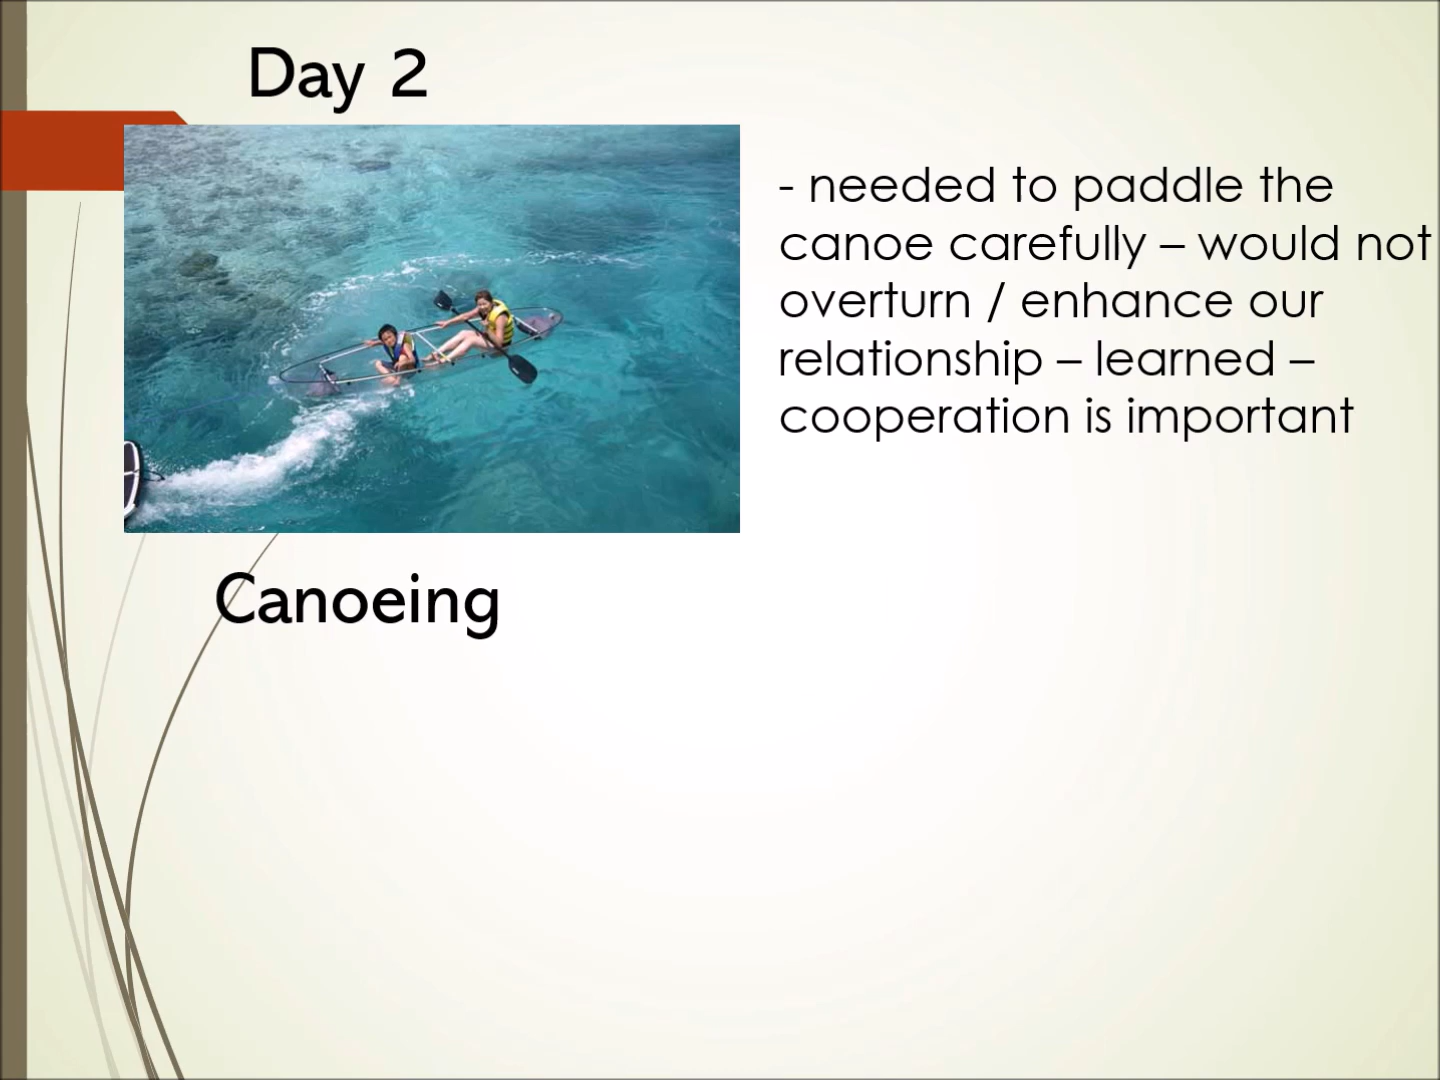 Day 2
- needed to paddle the
canoe carefully – would not
overturn / enhance our
relationship – learned –
cooperation is important
Canoeing